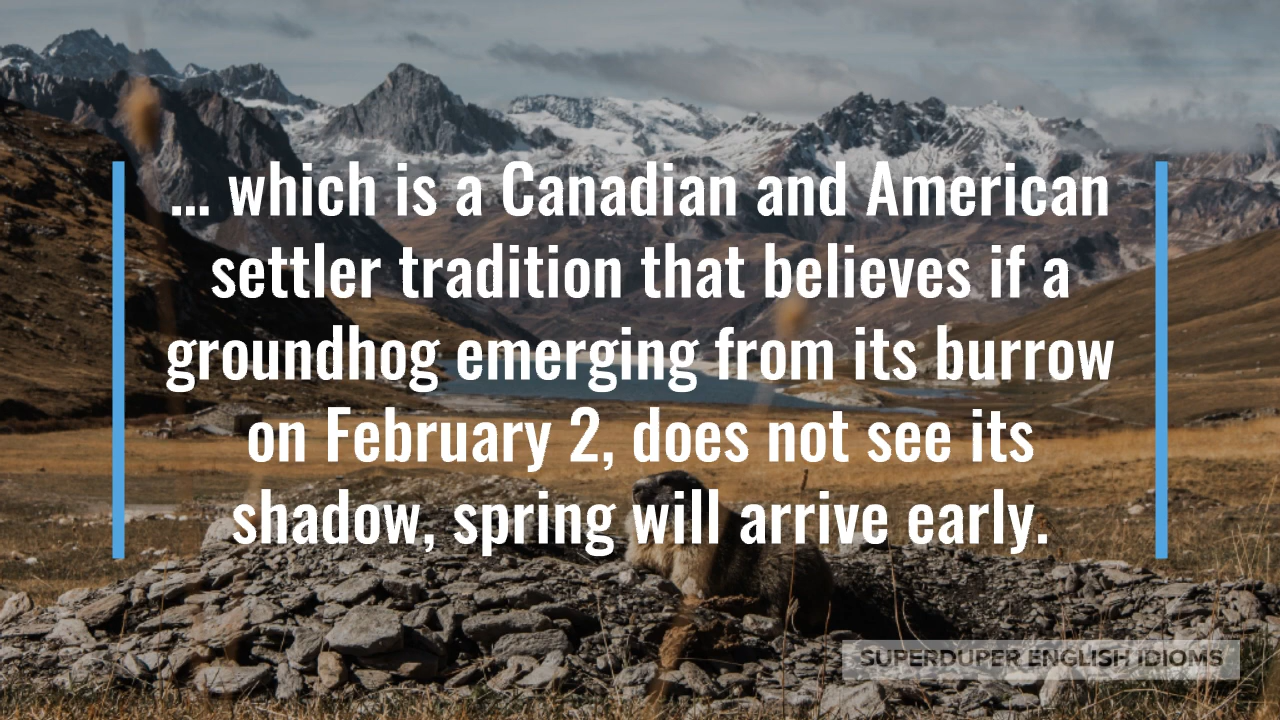 ... which is a Canadian and American
settler tradition that believes if a
groundhog emerging from its burrow
on February 2, does not see its
shadow, spring will arrive early.
SUPERDUPER ENGLISH IDIOMS